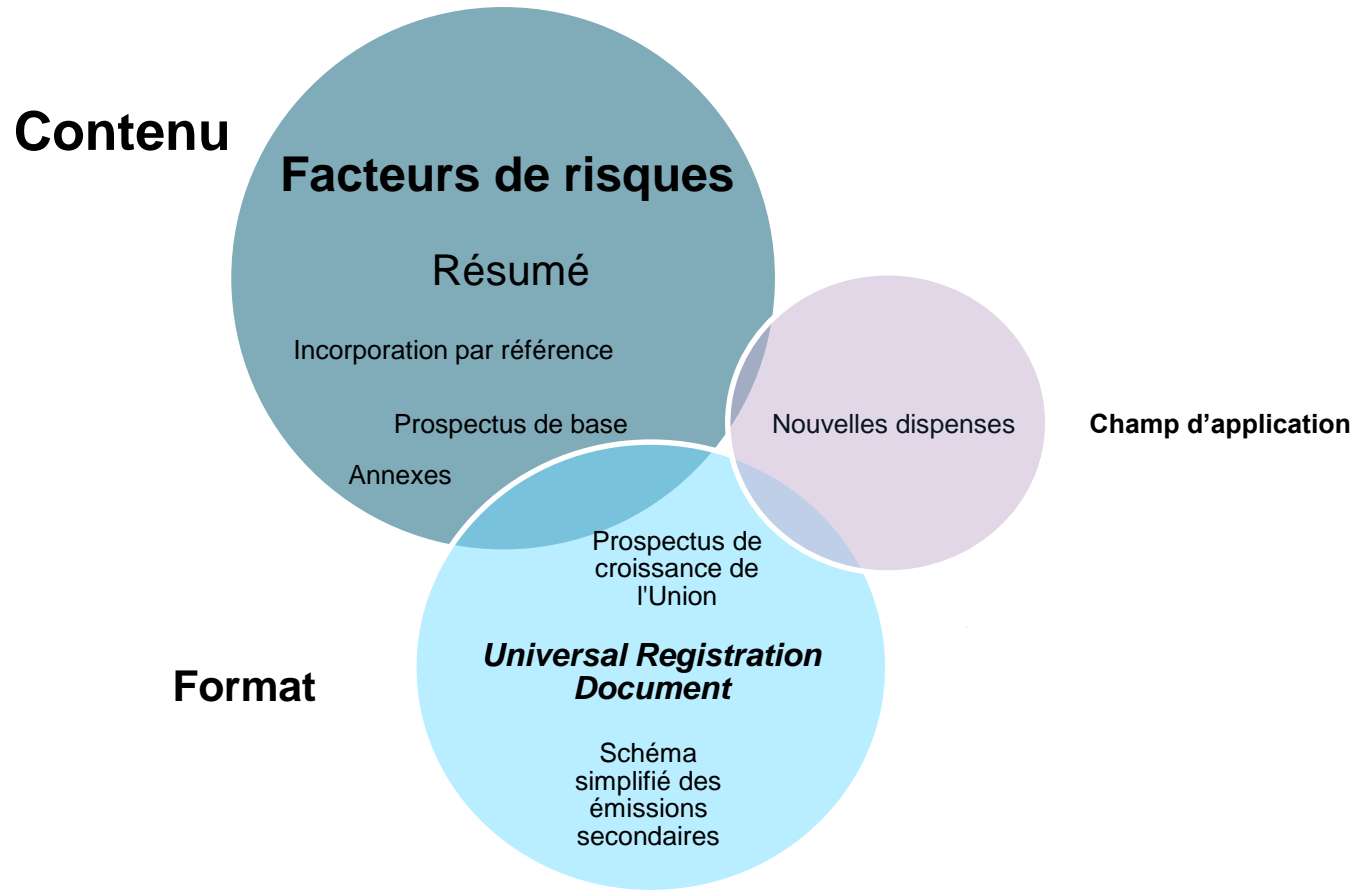 Contenu
Facteurs de risques
Résumé
Incorporation par référence
Prospectus de base
Annexes
Nouvelles dispenses
Champ d’application
Prospectus de
croissance de
l'Union
Universal Registration
Document
Format
Schéma
simplifié des
émissions
secondaires